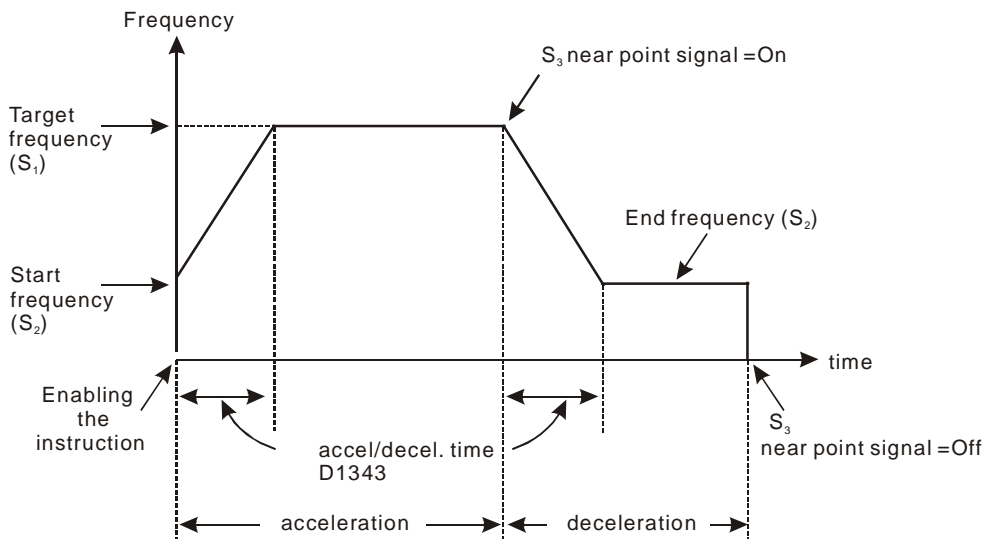 Frequency
S₃ near point signal =On
Target
frequency
(S₁)
End frequency (S₂)
Start
frequency
(S₂)
time
Enabling
the
instruction
accel/decel. time
D1343
S₃
near point signal =Off
acceleration
deceleration